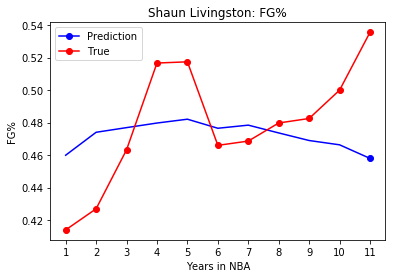 Shaun Livingston: FG%
Prediction
True
0.54
0.52
0.50
0.48
0.46
0.44
0.42
FG%
1 2 3 4 5 6 7 8 9 10 11
Years in NBA